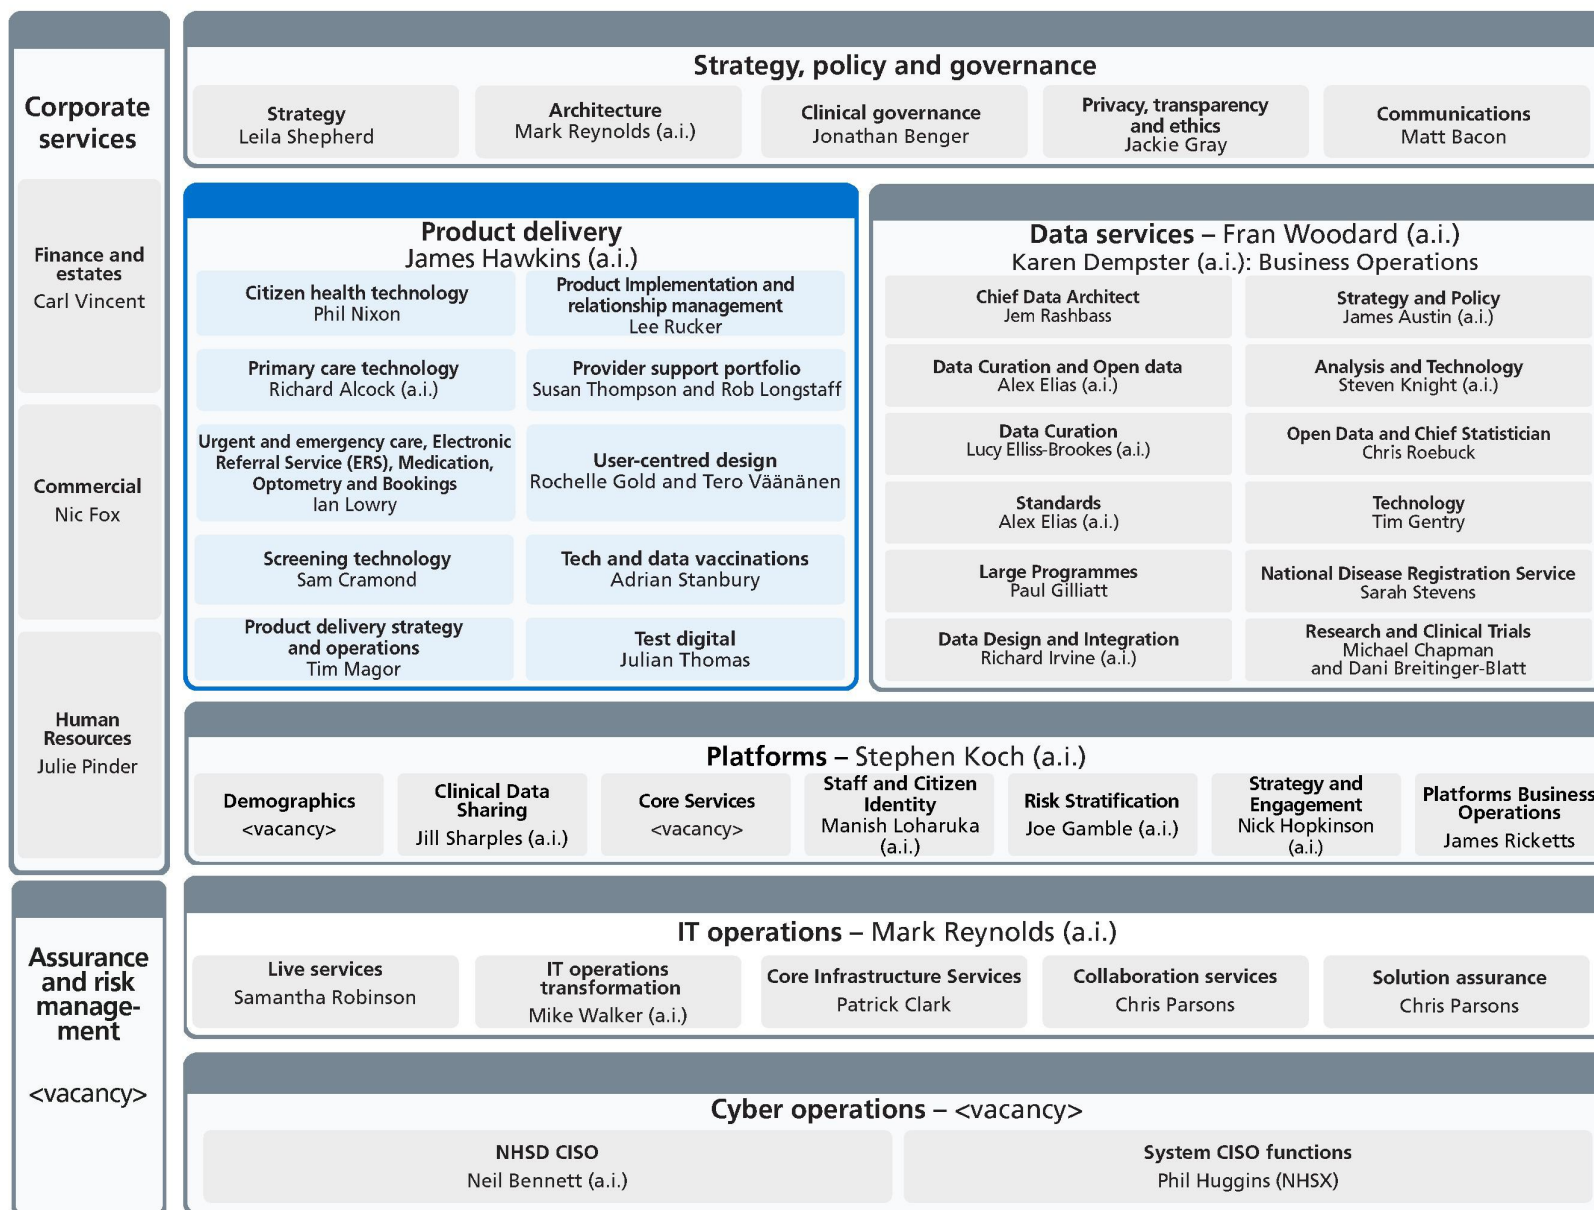 Corporate
services
Finance and
estates
Carl Vincent
Commercial
Nic Fox
Human
Resources
Julie Pinder
Assurance
and risk
manage-
ment
<vacancy>
Strategy, policy and governance
Strategy
Leila Shepherd
Architecture
Mark Reynolds (a.i.)
Clinical governance
Jonathan Benger
Privacy, transparency
and ethics
Jackie Gray
Communications
Matt Bacon
Product delivery
James Hawkins (a.i.)
Citizen health technology
Phil Nixon
Product Implementation and
relationship management
Lee Rucker
Primary care technology
Richard Alcock (a.i.)
Provider support portfolio
Susan Thompson and Rob Longstaff
Urgent and emergency care, Electronic
Referral Service (ERS), Medication,
Optometry and Bookings
Ian Lowry
User-centred design
Rochelle Gold and Tero Väänänen
Screening technology
Sam Cramond
Tech and data vaccinations
Adrian Stanbury
Product delivery strategy
and operations
Tim Magor
Test digital
Julian Thomas
Data services – Fran Woodard (a.i.)
Karen Dempster (a.i.): Business Operations
Chief Data Architect
Jem Rashbass
Strategy and Policy
James Austin (a.i.)
Data Curation and Open data
Alex Elias (a.i.)
Analysis and Technology
Steven Knight (a.i.)
Data Curation
Lucy Elliss-Brookes (a.i.)
Open Data and Chief Statistician
Chris Roebuck
Standards
Alex Elias (a.i.)
Technology
Tim Gentry
Large Programmes
Paul Gilliatt
National Disease Registration Service
Sarah Stevens
Data Design and Integration
Richard Irvine (a.i.)
Research and Clinical Trials
Michael Chapman
and Dani Breitinger-Blatt
Platforms – Stephen Koch (a.i.)
Demographics
<vacancy>
Clinical Data
Sharing
Jill Sharples (a.i.)
Core Services
<vacancy>
Staff and Citizen
Identity
Manish Loharuka
(a.i.)
Risk Stratification
Joe Gamble (a.i.)
Strategy and
Engagement
Nick Hopkinson
(a.i.)
Platforms Business
Operations
James Ricketts
IT operations – Mark Reynolds (a.i.)
Live services
Samantha Robinson
IT operations
transformation
Mike Walker (a.i.)
Core Infrastructure Services
Patrick Clark
Collaboration services
Chris Parsons
Solution assurance
Chris Parsons
Cyber operations – <vacancy>
NHSD CISO
Neil Bennett (a.i.)
System CISO functions
Phil Huggins (NHSX)